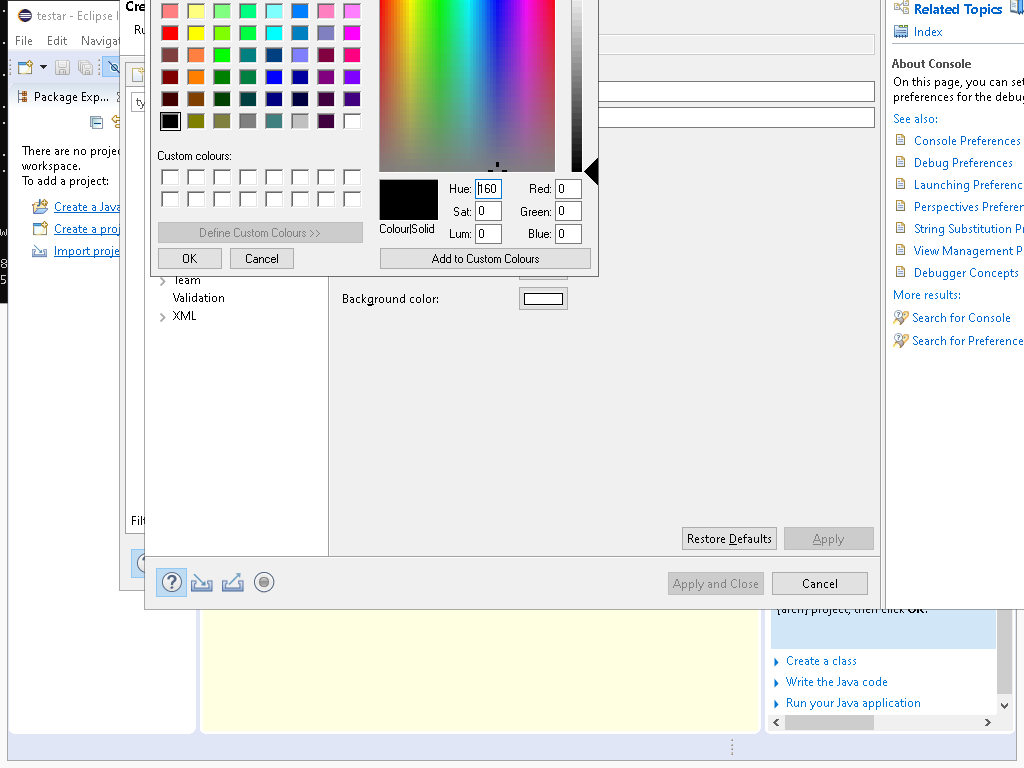 testar - Eclipse I
File Edit Navigat
Package Exp...
There are no proje
workspace.
To add a project:
Create a Java
Create a proj
Import proje
Cre
Ru
ty
Filt
Custom colours:
Define Custom Colours >>
OK
Cancel
Colour|Solid
Hue: 160
Sat: 0
Lum: 0
Red: 0
Green: 0
Blue: 0
Add to Custom Colours
Team
Validation
XML
Background color:
Restore Defaults
Apply
Apply and Close
Cancel
Related Topics
Index
About Console
On this page, you can set
preferences for the debug
See also:
Console Preferences
Debug Preferences
Launching Preferenc
Perspectives Preferen
String Substitution Pr
View Management P
Debugger Concepts
More results:
Search for Console
Search for Preference
{arch} project, then click OK.
Create a class
Write the Java code
Run your Java application